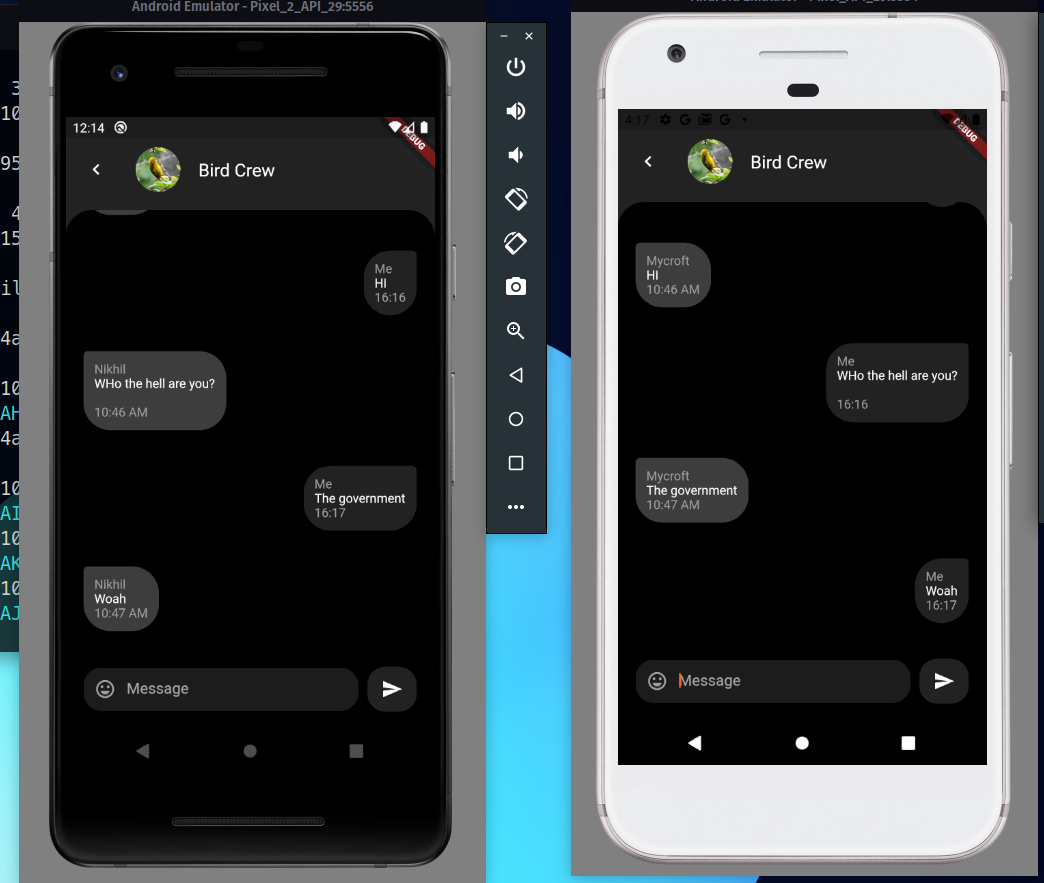 Android Emulator - Pixel_2_API_29:5556
3
10
95
4
15
il
4a
10
AH
4a
10
AI
10
AK
10
AJ
12:14
DEBUG
Bird Crew
Me
HI
16:16
Nikhil
WHo the hell are you?
10:46 AM
Me
The government
16:17
Nikhil
Woah
10:47 AM
Message
4:17
DEBUG
Bird Crew
Mycroft
HI
10:46 AM
Me
WHo the hell are you?
16:16
Mycroft
The government
10:47 AM
Me
Woah
16:17
Message